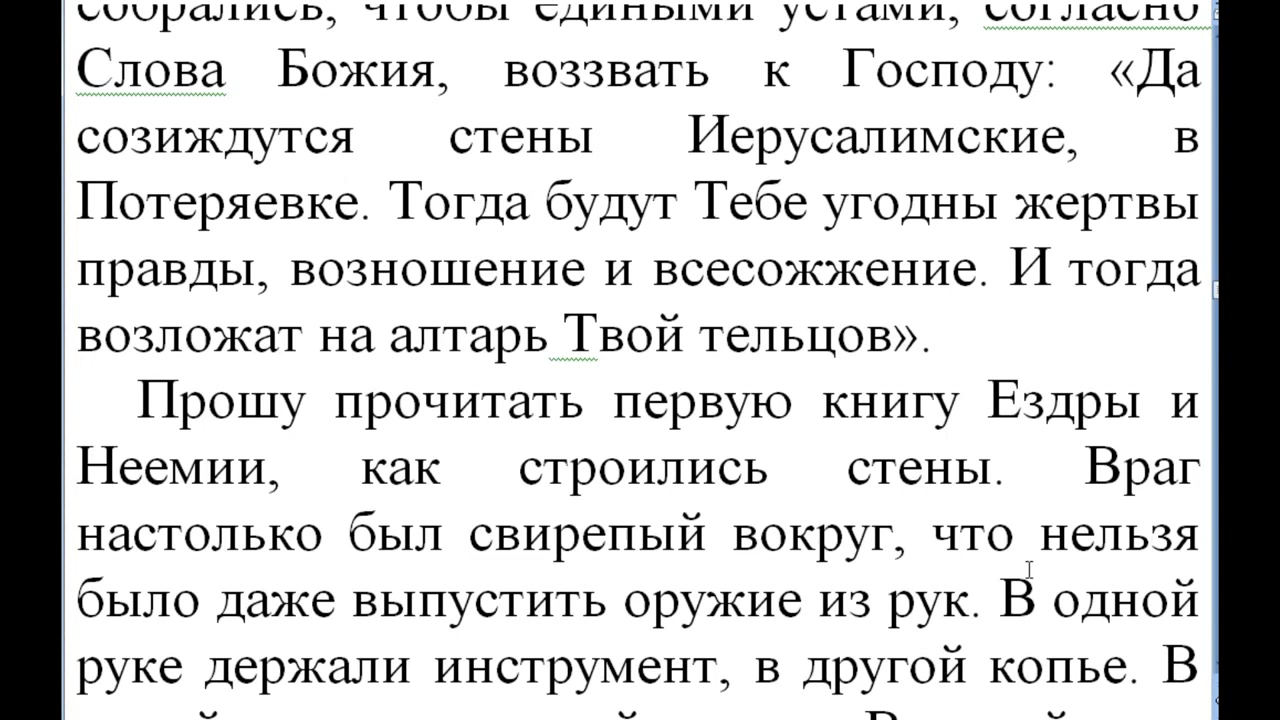 собрались, чтобы едиными устами, согласно
Слова Божия, воззвать к Господу: «Да
созиждутся стены Иерусалимские, в
Потеряевке. Тогда будут Тебе угодны жертвы
правды, возношение и всесожжение. И тогда
возложат на алтарь Твой тельцов».
Прошу прочитать первую книгу Ездры и
Неемии, как строились стены. Враг
настолько был свирепый вокруг, что нельзя
было даже выпустить оружие из рук. В одной
руке держали инструмент, в другой копье. В